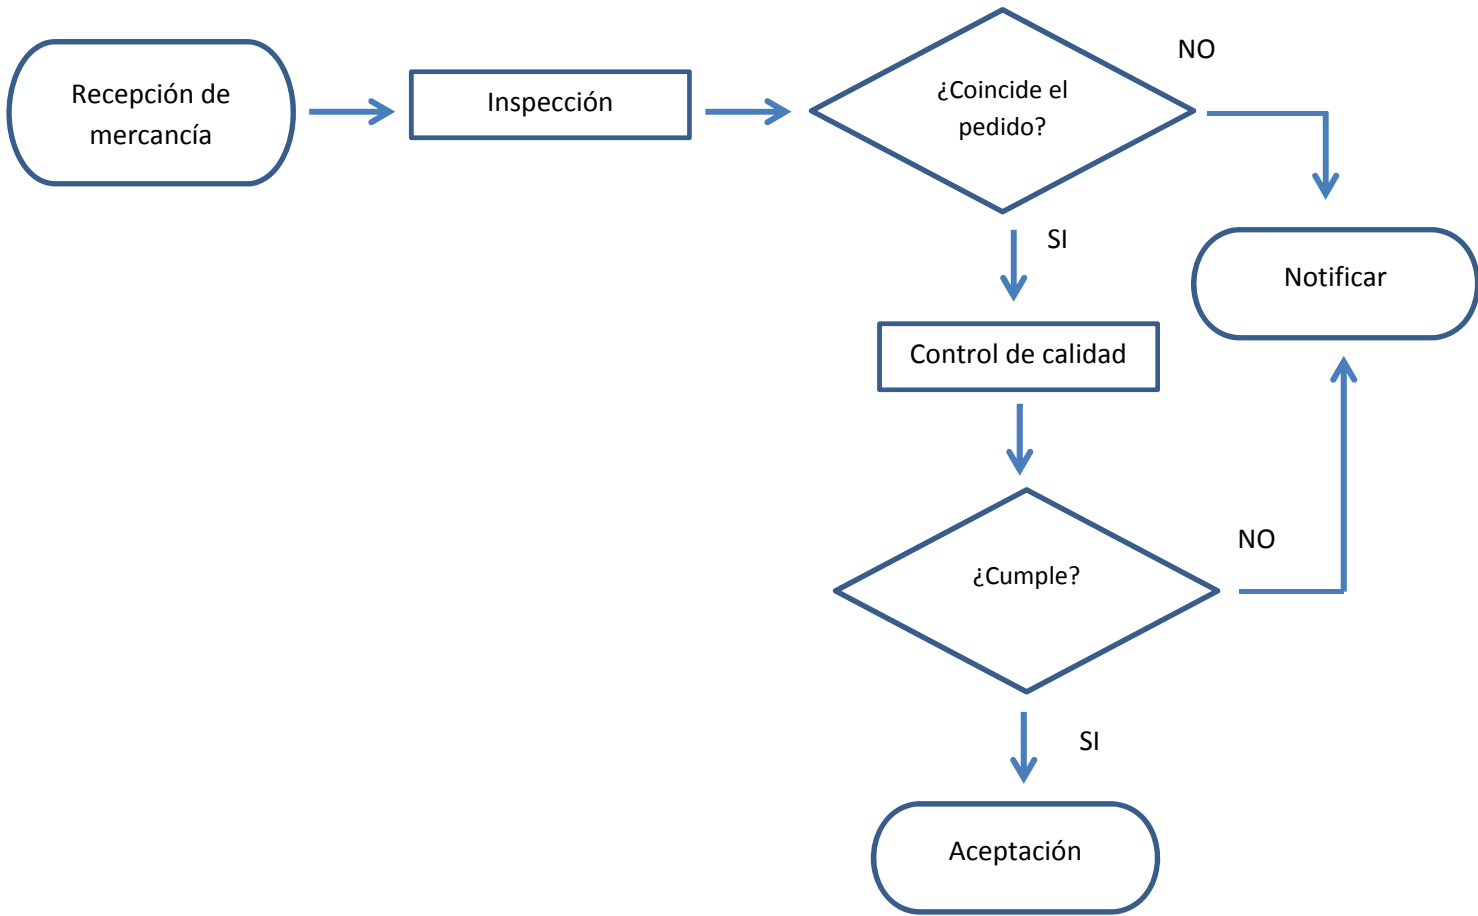 Recepción de
mercancía
Inspección
¿Coincide el
pedido?
NO
SI
Notificar
Control de calidad
¿Cumple?
NO
SI
Aceptación